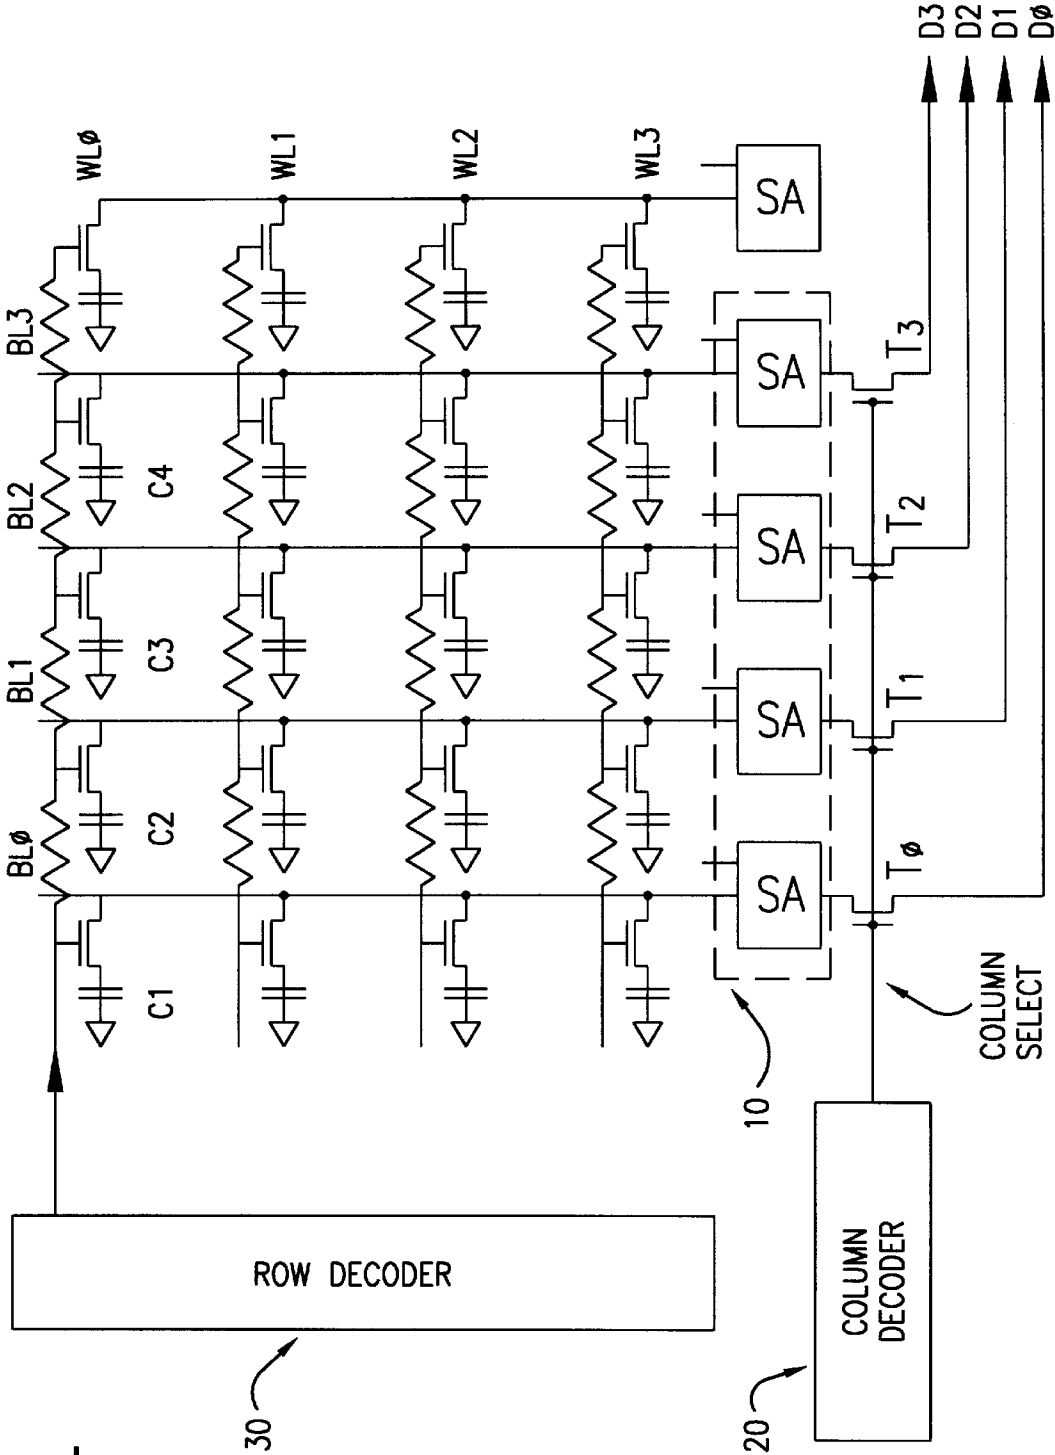 BLø
BL1
BL2
BL3
WLø
WL1
WL2
WL3
C1
C2
C3
C4
SA
SA
SA
SA
SA
Tø
T1
T2
T3
D3
D2
D1
Dø
COLUMN
SELECT
10
ROW DECODER
30
COLUMN
DECODER
20